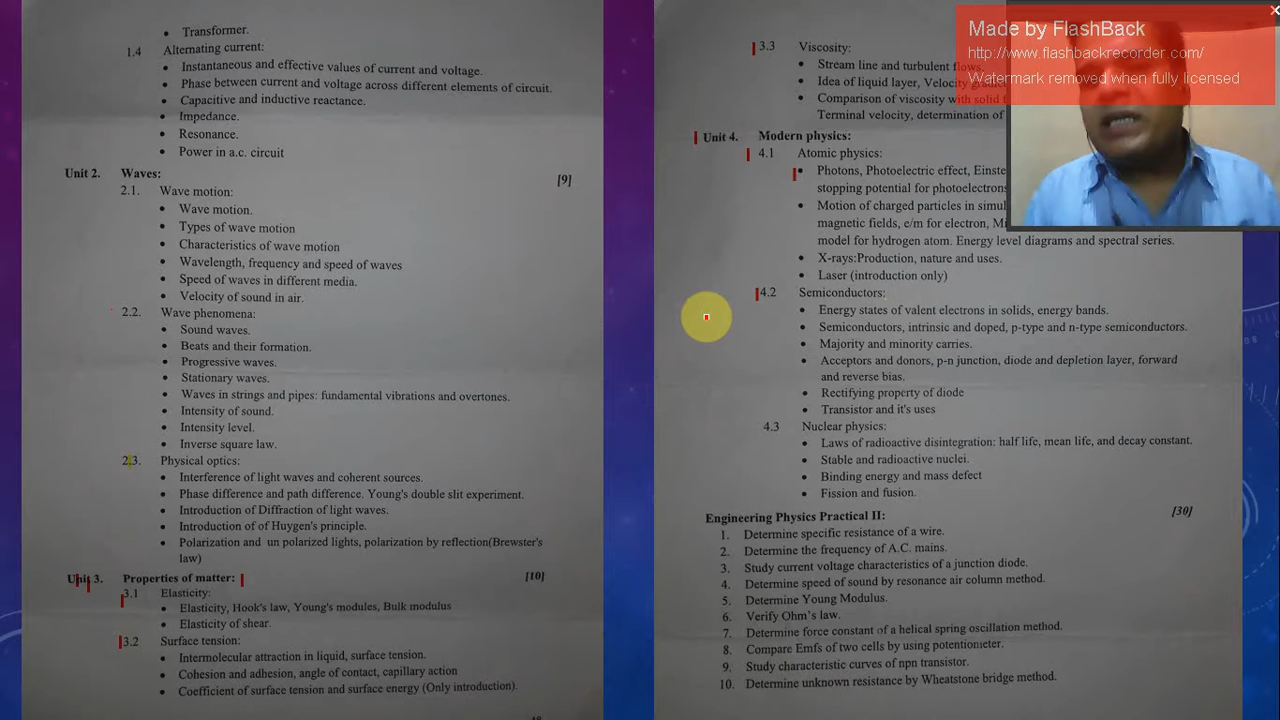 • Transformer.
1.4 Alternating current:
• Instantaneous and effective values of current and voltage.
• Phase between current and voltage across different elements of circuit.
• Capacitive and inductive reactance.
• Impedance.
• Resonance.
• Power in a.c. circuit
Unit 2. Waves: [9]
2.1. Wave motion:
• Wave motion.
• Types of wave motion
• Characteristics of wave motion
• Wavelength, frequency and speed of waves
• Speed of waves in different media.
• Velocity of sound in air.
2.2. Wave phenomena:
• Sound waves.
• Beats and their formation.
• Progressive waves.
• Stationary waves.
• Waves in strings and pipes: fundamental vibrations and overtones.
• Intensity of sound.
• Intensity level.
• Inverse square law.
2.3. Physical optics:
• Interference of light waves and coherent sources.
• Phase difference and path difference. Young's double slit experiment.
• Introduction of Diffraction of light waves.
• Introduction of of Huygen's principle.
• Polarization and un polarized lights, polarization by reflection(Brewster's
law)
Unit 3. Properties of matter: [10]
3.1 Elasticity:
• Elasticity, Hook's law, Young's modules, Bulk modulus
• Elasticity of shear.
3.2 Surface tension:
• Intermolecular attraction in liquid, surface tension.
• Cohesion and adhesion, angle of contact, capillary action
• Coefficient of surface tension and surface energy (Only introduction).
3.3 Viscosity:
• Stream line and turbulent flows
• Idea of liquid layer, Velocity
• Comparison of viscosity with solid
Terminal velocity, determination of
Unit 4. Modern physics:
4.1 Atomic physics:
• Photons, Photoelectric effect,
stopping potential for photoelectrons
• Motion of charged particles in
magnetic fields, e/m for electron,
model for hydrogen atom. Energy level diagrams and spectral series.
• X-rays:Production, nature and uses.
• Laser (introduction only)
4.2 Semiconductors:
• Energy states of valent electrons in solids, energy bands.
• Semiconductors, intrinsic and doped, p-type and n-type semiconductors.
• Majority and minority carries.
• Acceptors and donors, p-n junction, diode and depletion layer, forward
and reverse bias.
• Rectifying property of diode
• Transistor and it's uses
4.3 Nuclear physics:
• Laws of radioactive disintegration: half life, mean life, and decay constant.
• Stable and radioactive nuclei.
• Binding energy and mass defect
• Fission and fusion.
Engineering Physics Practical II: [30]
1. Determine specific resistance of a wire.
2. Determine the frequency of A.C. mains.
3. Study current voltage characteristics of a junction diode.
4. Determine speed of sound by resonance air column method.
5. Determine Young Modulus.
6. Verify Ohm's law.
7. Determine force constant of a helical spring oscillation method.
8. Compare Emfs of two cells by using potentiometer.
9. Study characteristic curves of npn transistor.
10. Determine unknown resistance by Wheatstone bridge method.
Made by FlashBack
http://www.flashbackrecorder.com/
Watermark removed when fully licensed